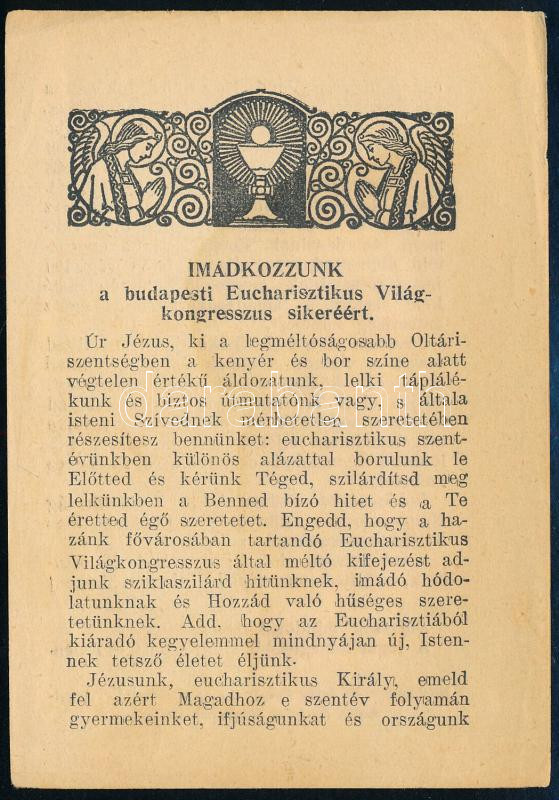 IMÁDKOZZUNK
a budapesti Eucharisztikus Világ-
kongresszus sikeréért.
Úr Jézus, ki a legméltóságosabb Oltári-
szentségben a kenyér és bor színe alatt
végtelen értékű áldozatunk, lelki táplálé-
kunk és biztos útmutatónk vagy, s általa
isteni Szívednek mérhetetlen szeretetében
részesítesz bennünket: eucharisztikus szent-
évünkben különös alázattal borulunk le
Előtted és kérünk Téged, szilárdítsd meg
lelkünkben a Benned bízó hitet és a Te
éretted égő szeretetet. Engedd, hogy a ha-
zánk fővárosában tartandó Eucharisztikus
Világkongresszus által méltó kifejezést ad-
junk sziklaszilárd hitünknek, imádó hódo-
latunknak és Hozzád való hűséges szere-
tetünknek. Add, hogy az Eucharisztiából
kiáradó kegyelemmel mindnyájan új, Isten-
nek tetsző életet éljünk.
Jézusunk, eucharisztikus Király, emeld
fel azért Magadhoz e szentév folyamán
gyermekeinket, ifjúságunkat és országunk